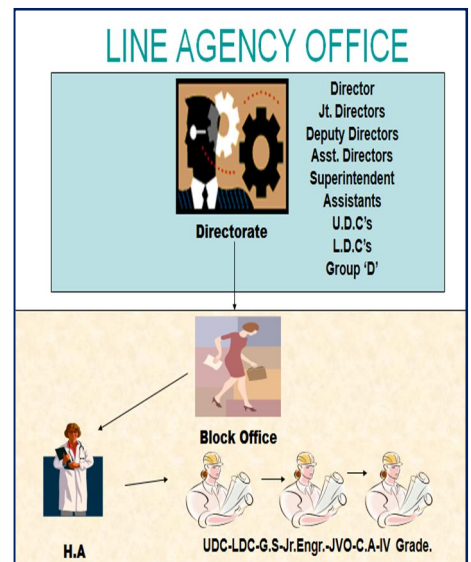 LINE AGENCY OFFICE
Director
Jt. Directors
Deputy Directors
Asst. Directors
Superintendent
Assistants
U.D.C's
L.D.C's
Group ‘D’
Directorate
Block Office
H.A
UDC-LDC-G.S-Jr.Engr.-JVO-C.A-IV Grade.